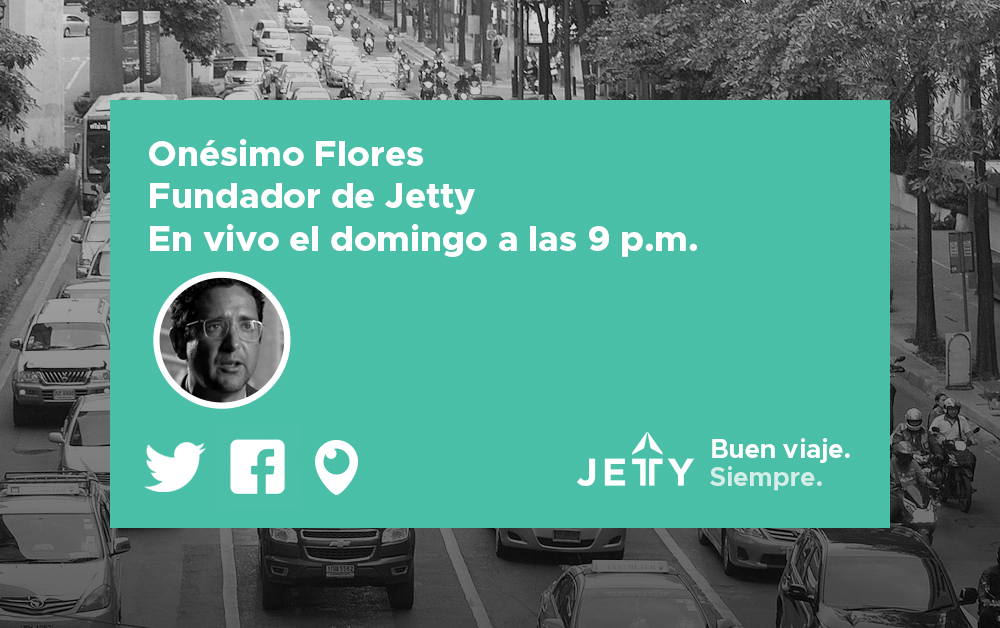 Onésimo Flores
Fundador de Jetty
En vivo el domingo a las 9 p.m.
JETTY
Buen viaje.
Siempre.